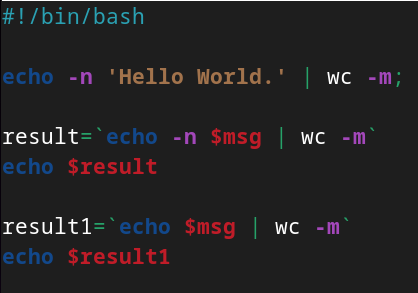 #!/bin/bash
echo -n 'Hello World.' | wc -m;
result=`echo -n $msg | wc -m`
echo $result
result1=`echo $msg | wc -m`
echo $result1